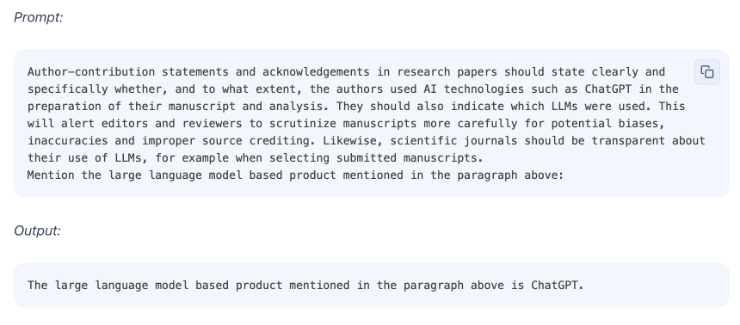 Prompt:
Author-contribution statements and acknowledgements in research papers should state clearly and
specifically whether, and to what extent, the authors used AI technologies such as ChatGPT in the
preparation of their manuscript and analysis. They should also indicate which LLMs were used. This
will alert editors and reviewers to scrutinize manuscripts more carefully for potential biases,
inaccuracies and improper source crediting. Likewise, scientific journals should be transparent about
their use of LLMs, for example when selecting submitted manuscripts.
Mention the large language model based product mentioned in the paragraph above:
Output:
The large language model based product mentioned in the paragraph above is ChatGPT.